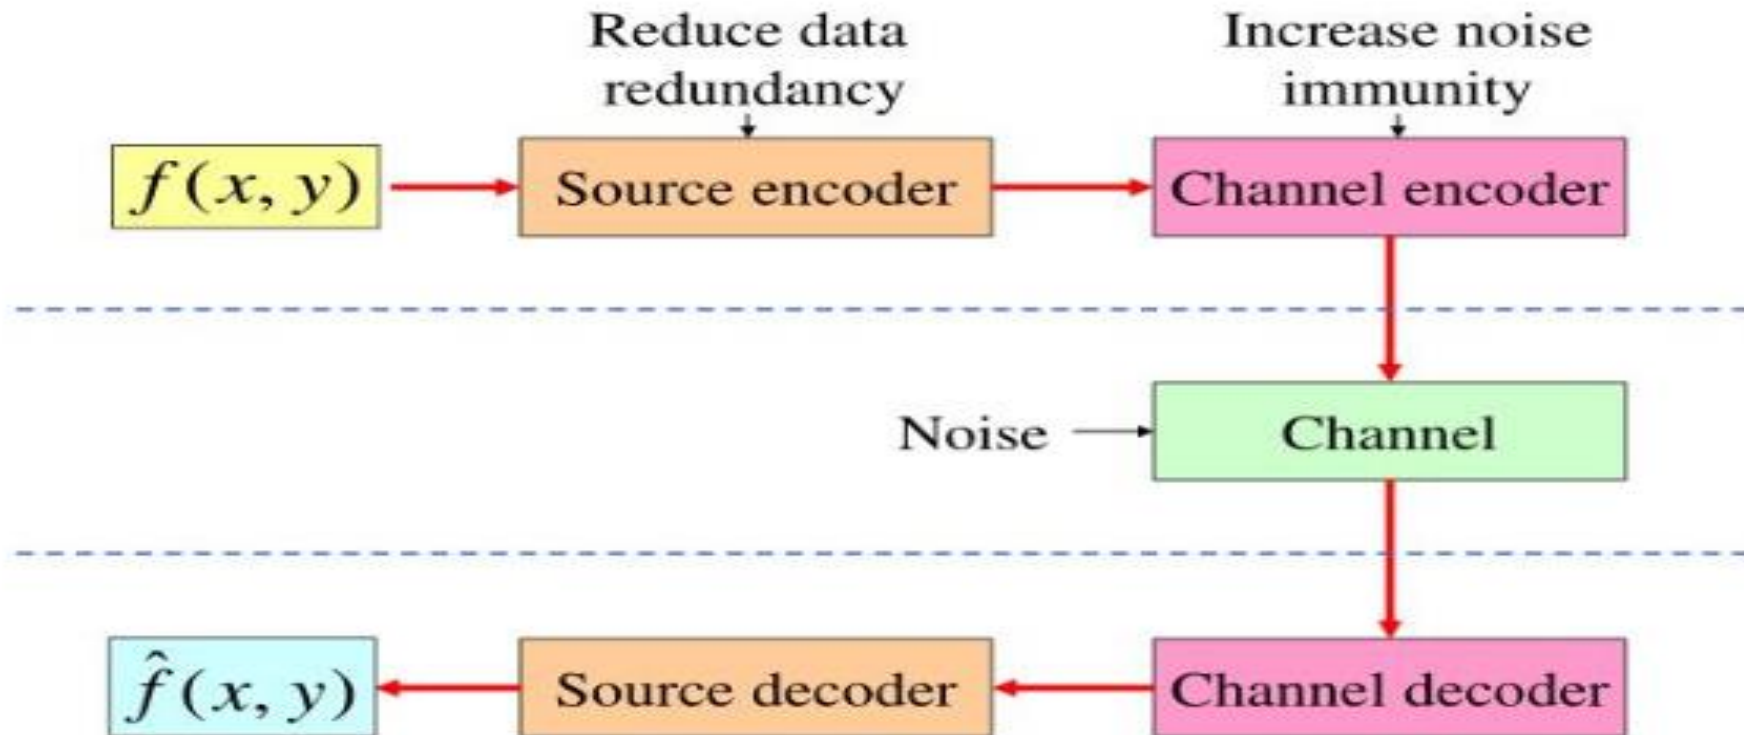 Reduce data
redundancy
Increase noise
immunity
f(x, y)
Source encoder
Channel encoder
Noise
Channel
f̂(x, y)
Source decoder
Channel decoder